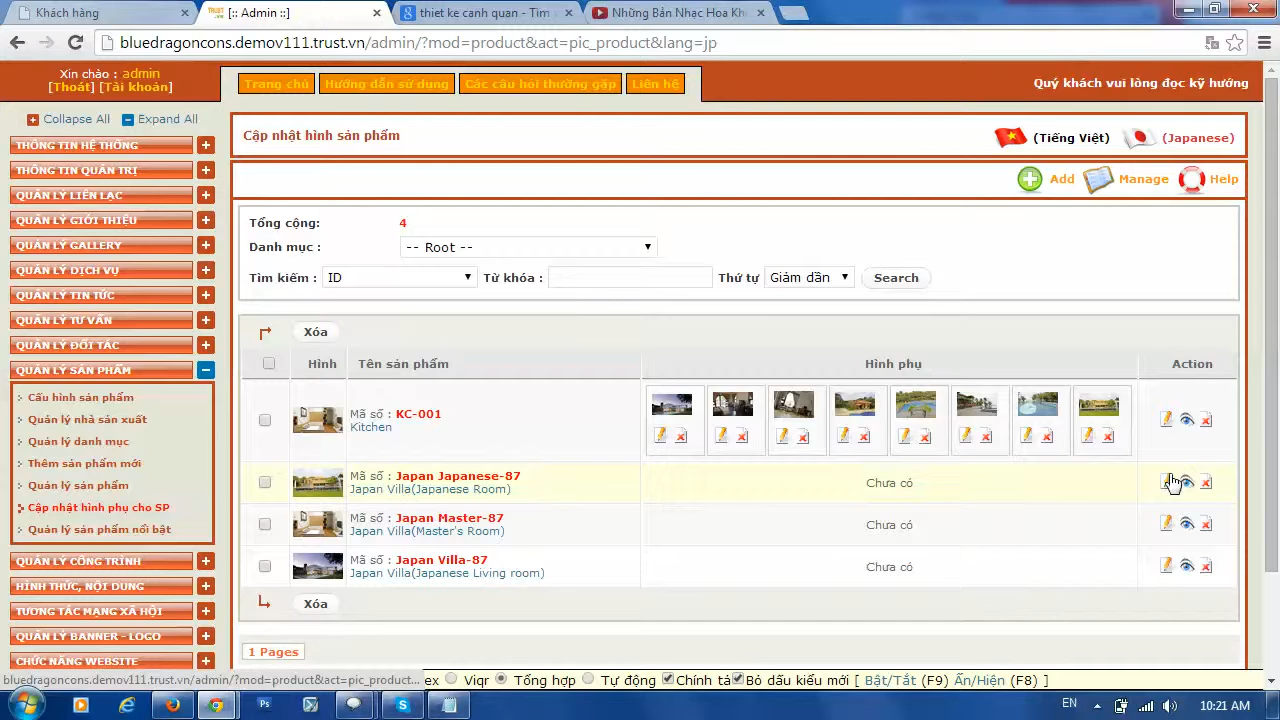 Khách hàng
[:: Admin ::]
thiet ke canh quan - Tìm
Những Bản Nhạc Hoa Kh
bluedragoncons.demov111.trust.vn/admin/?mod=product&act=pic_product&lang=jp
Xin chào : admin
[Thoát] [Tài khoản]
Trang chủ
Hướng dẫn sử dụng
Các câu hỏi thường gặp
Liên hệ
Quý khách vui lòng đọc kỹ hướng
Collapse All
Expand All
THÔNG TIN HỆ THỐNG
THÔNG TIN QUẢN TRỊ
QUẢN LÝ LIÊN LẠC
QUẢN LÝ GIỚI THIỆU
QUẢN LÝ GALLERY
QUẢN LÝ DỊCH VỤ
QUẢN LÝ TIN TỨC
QUẢN LÝ TƯ VẤN
QUẢN LÝ ĐỐI TÁC
QUẢN LÝ SẢN PHẨM
Cấu hình sản phẩm
Quản lý nhà sản xuất
Quản lý danh mục
Thêm sản phẩm mới
Quản lý sản phẩm
Cập nhật hình phụ cho SP
Quản lý sản phẩm nổi bật
QUẢN LÝ CÔNG TRÌNH
HÌNH THỨC, NỘI DUNG
TƯƠNG TÁC MẠNG XÃ HỘI
QUẢN LÝ BANNER - LOGO
CHỨC NĂNG WEBSITE
Cập nhật hình sản phẩm
(Tiếng Việt)
(Japanese)
Add
Manage
Help
Tổng cộng: 4
Danh mục : -- Root --
Tìm kiếm : ID Từ khóa : Thứ tự Giảm dần Search
Xóa
Hình Tên sản phẩm Hình phụ Action
Mã số : KC-001
Kitchen
Mã số : Japan Japanese-87
Japan Villa(Japanese Room)
Chưa có
Mã số : Japan Master-87
Japan Villa(Master's Room)
Chưa có
Mã số : Japan Villa-87
Japan Villa(Japanese Living room)
Chưa có
Xóa
1 Pages
bluedragoncons.demov111.trust.vn/admin/?mod=product&act=pic_product...
ex Viqr Tổng hợp Tự động Chính tả Bỏ dấu kiểu mới [ Bật/Tắt (F9) Ẩn/Hiện (F8) ]
Ps
EN
10:21 AM